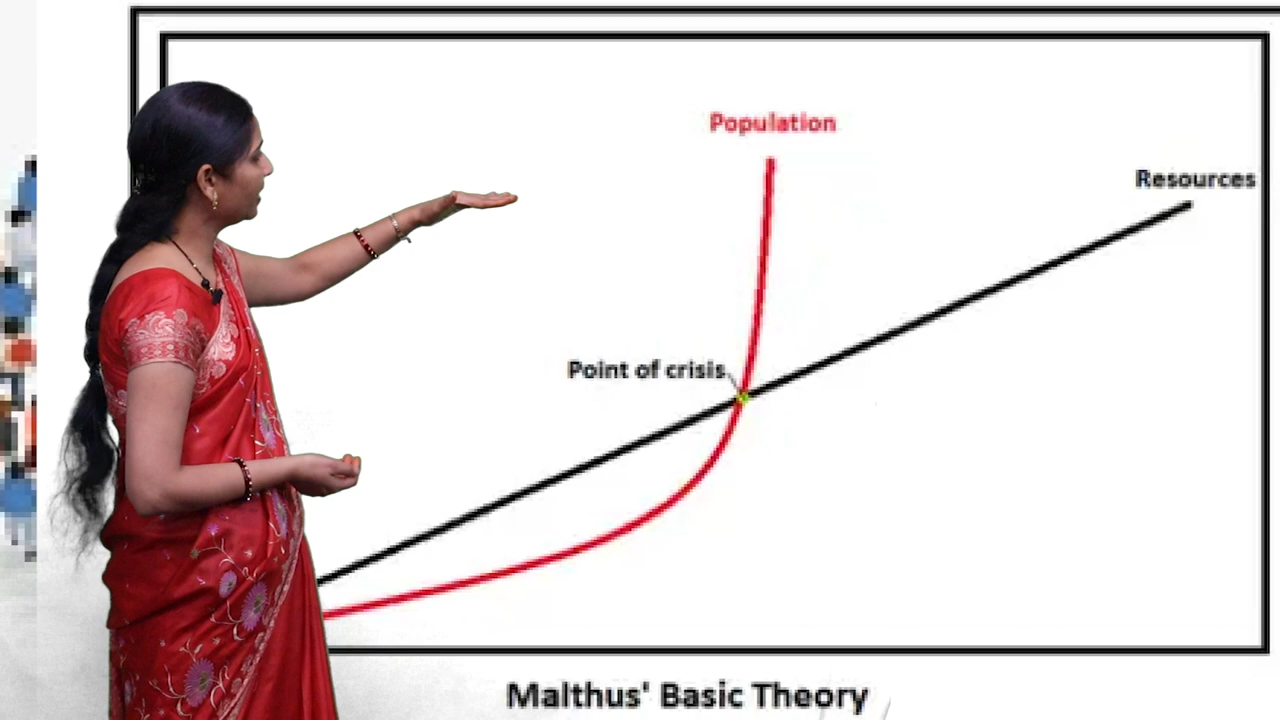 Population
Resources
Point of crisis
Malthus' Basic Theory